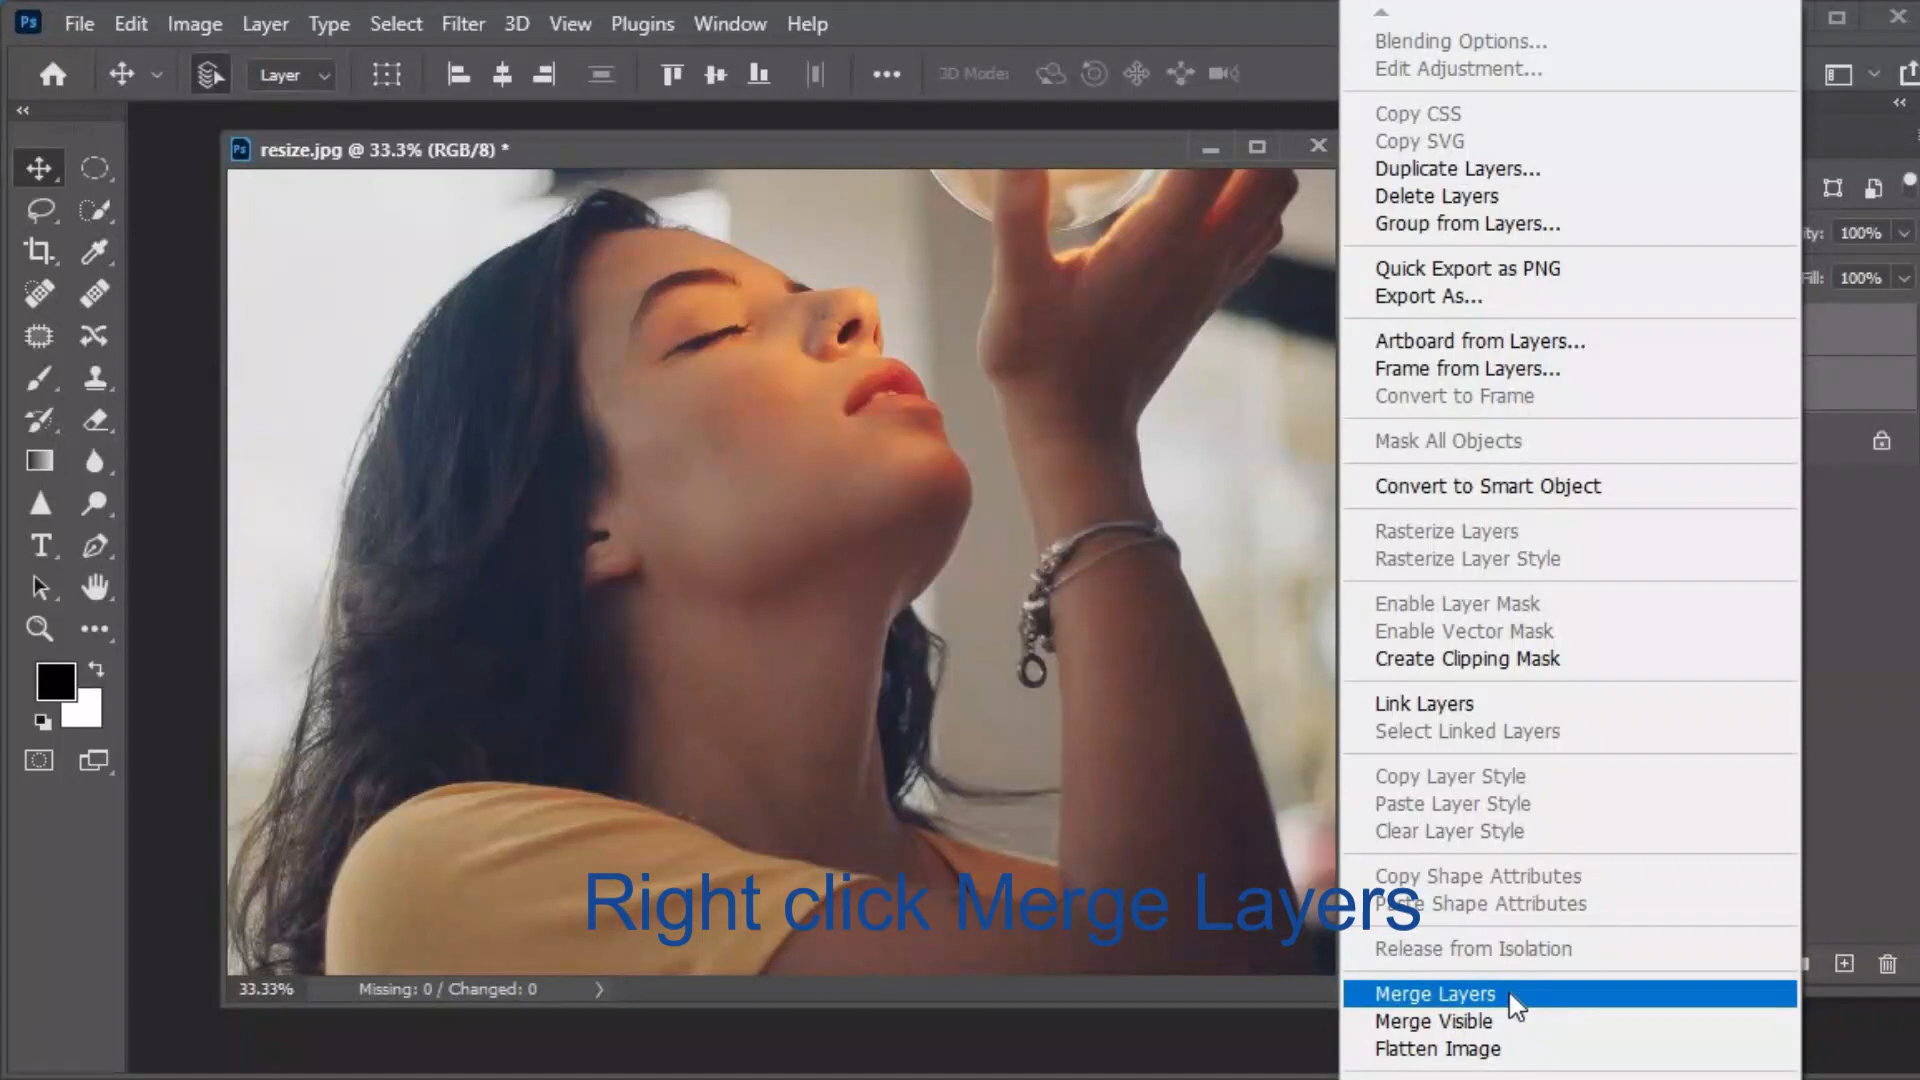 Ps File Edit Image Layer Type Select Filter 3D View Plugins Window Help
Layer 3D Mode:
Ps resize.jpg @ 33.3% (RGB/8) *
Blending Options...
Edit Adjustment...
Copy CSS
Copy SVG
Duplicate Layers...
Delete Layers
Group from Layers...
Quick Export as PNG
Export As...
Artboard from Layers...
Frame from Layers...
Convert to Frame
Mask All Objects
Convert to Smart Object
Rasterize Layers
Rasterize Layer Style
Enable Layer Mask
Enable Vector Mask
Create Clipping Mask
Link Layers
Select Linked Layers
Copy Layer Style
Paste Layer Style
Clear Layer Style
Copy Shape Attributes
Paste Shape Attributes
Release from Isolation
Merge Layers
Merge Visible
Flatten Image
ity: 100%
Fill: 100%
Right click Merge Layers
33.33% Missing: 0 / Changed: 0